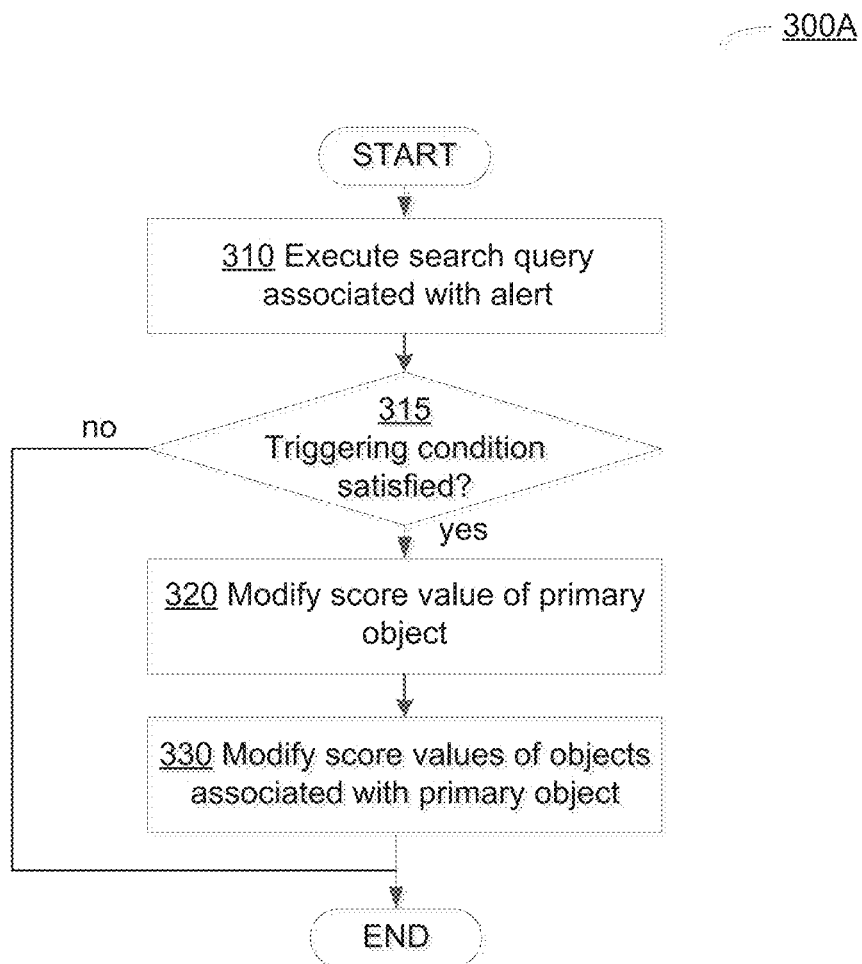 300A
START
310 Execute search query
associated with alert
315
Triggering condition
satisfied?
no
yes
320 Modify score value of primary
object
330 Modify score values of objects
associated with primary object
END